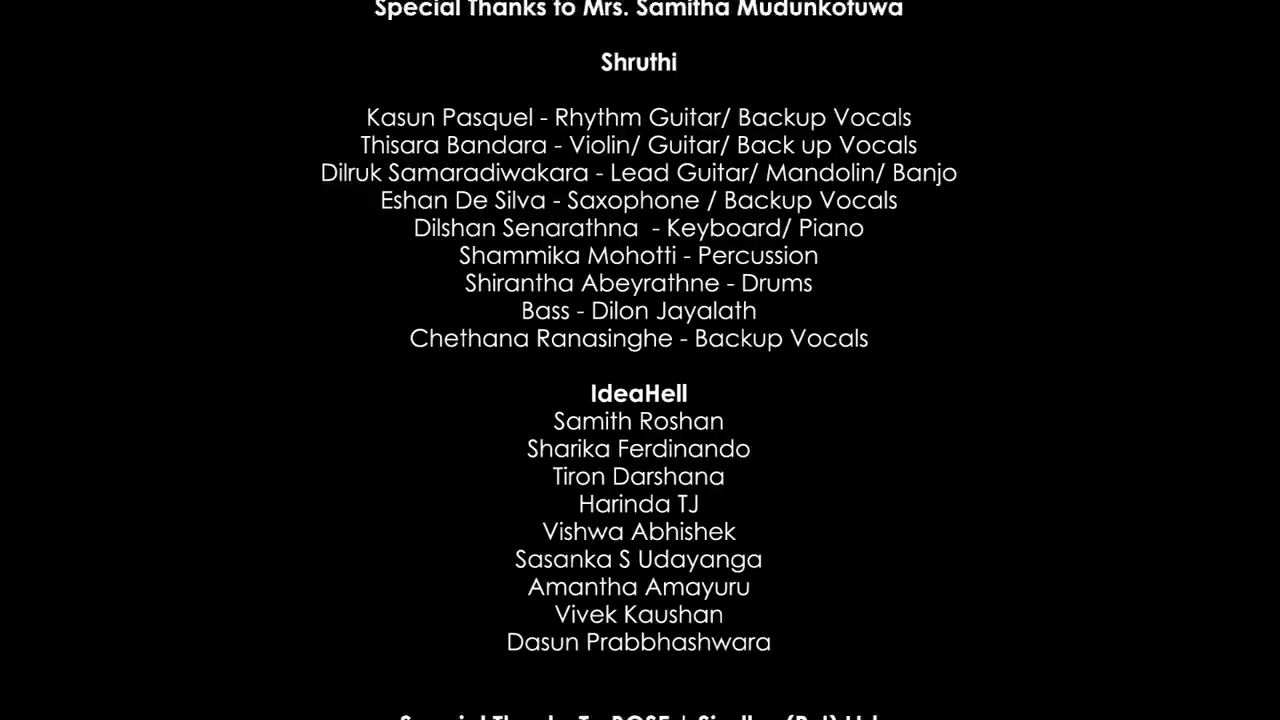 Special Thanks to Mrs. Samitha Mudunkotuwa
Shruthi
Kasun Pasquel - Rhythm Guitar/ Backup Vocals
Thisara Bandara - Violin/ Guitar/ Back up Vocals
Dilruk Samaradiwakara - Lead Guitar/ Mandolin/ Banjo
Eshan De Silva - Saxophone / Backup Vocals
Dilshan Senarathna  - Keyboard/ Piano
Shammika Mohotti - Percussion
Shirantha Abeyrathne - Drums
Bass - Dilon Jayalath
Chethana Ranasinghe - Backup Vocals
IdeaHell
Samith Roshan
Sharika Ferdinando
Tiron Darshana
Harinda TJ
Vishwa Abhishek
Sasanka S Udayanga
Amantha Amayuru
Vivek Kaushan
Dasun Prabbhashwara
Special Thanks To